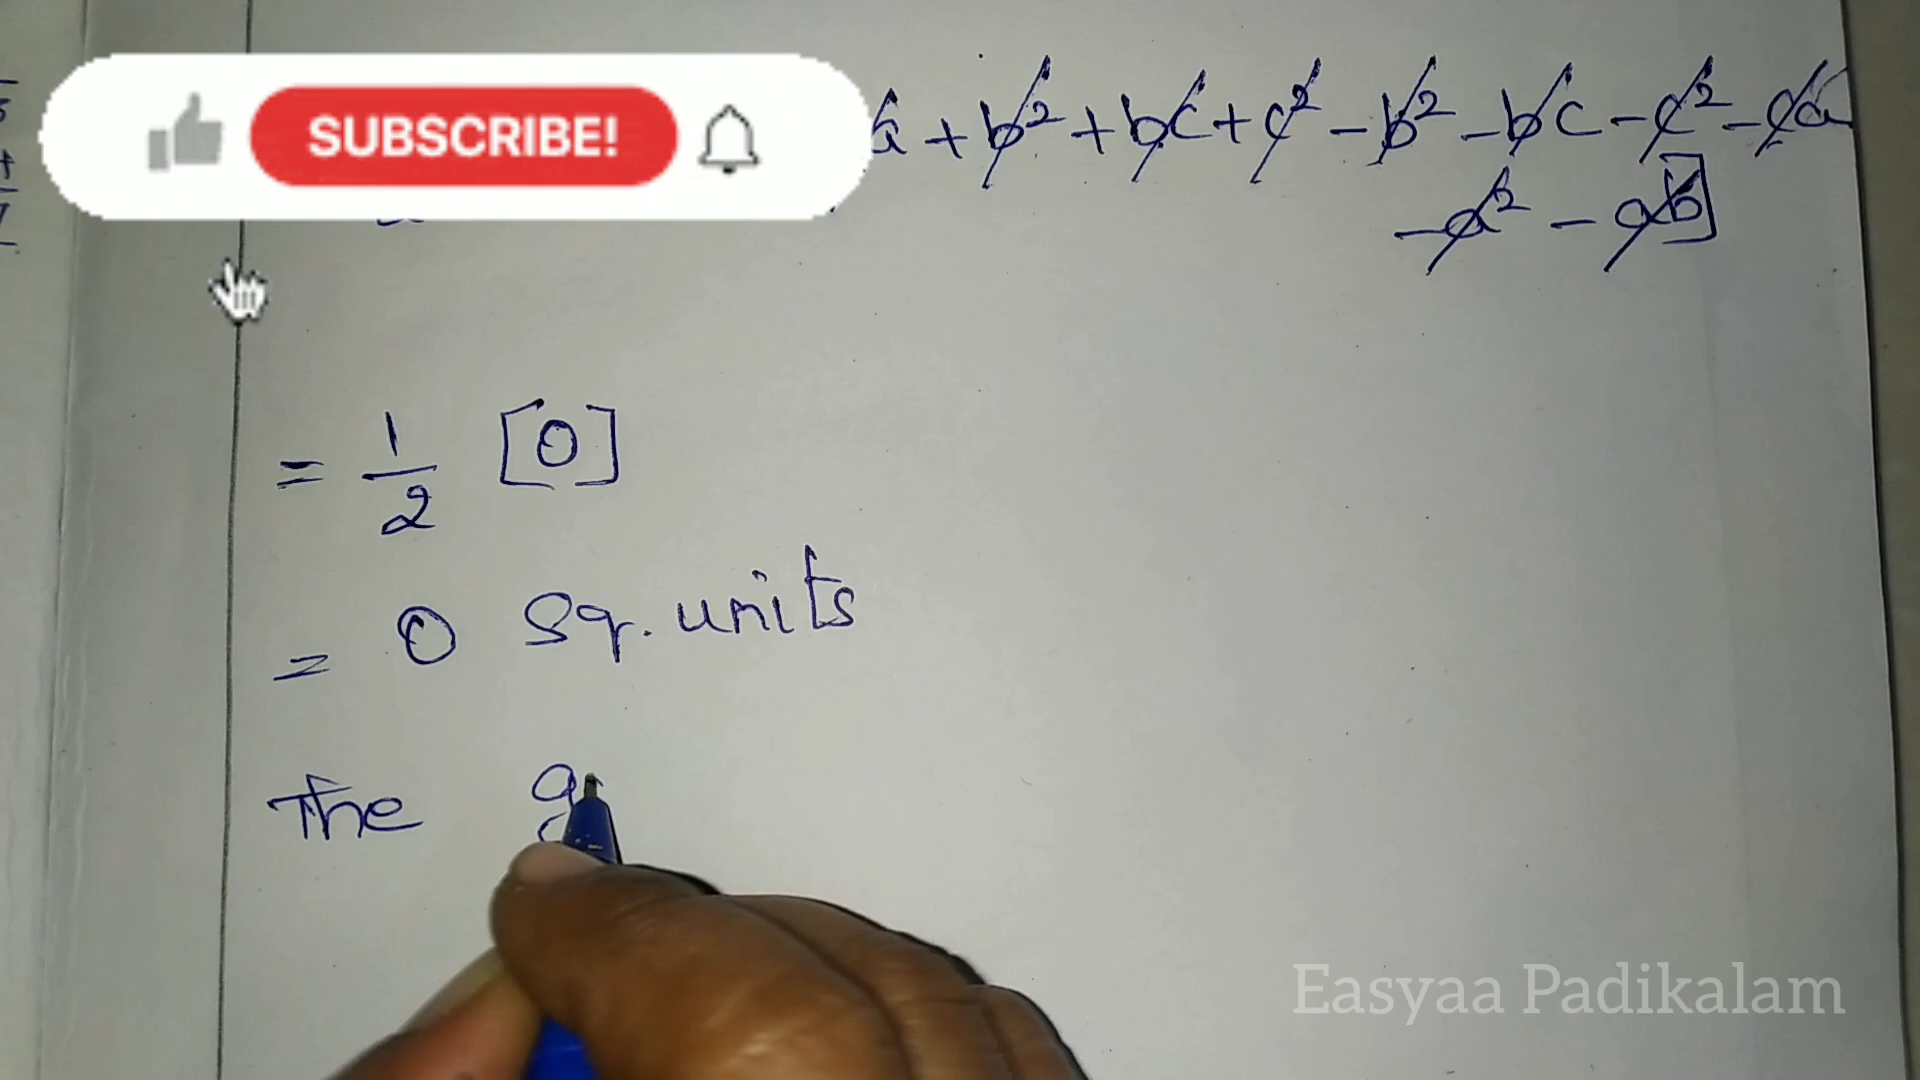 SUBSCRIBE!
a + b² + bc + c² - b² - bc - c² - ca
- a² - ab]
= 1/2 [0]
= 0 sq. units
The g
Easyaa Padikalam